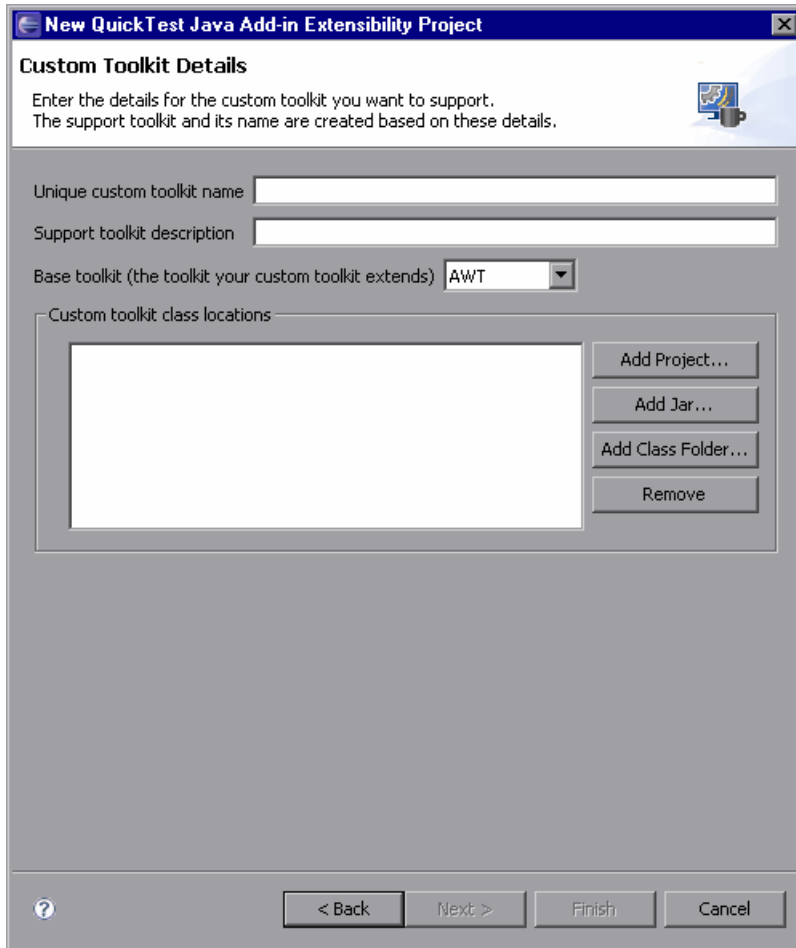 New QuickTest Java Add-in Extensibility Project
Custom Toolkit Details
Enter the details for the custom toolkit you want to support.
The support toolkit and its name are created based on these details.
Unique custom toolkit name
Support toolkit description
Base toolkit (the toolkit your custom toolkit extends) AWT
Custom toolkit class locations
Add Project...
Add Jar...
Add Class Folder...
Remove
?
< Back
Next >
Finish
Cancel